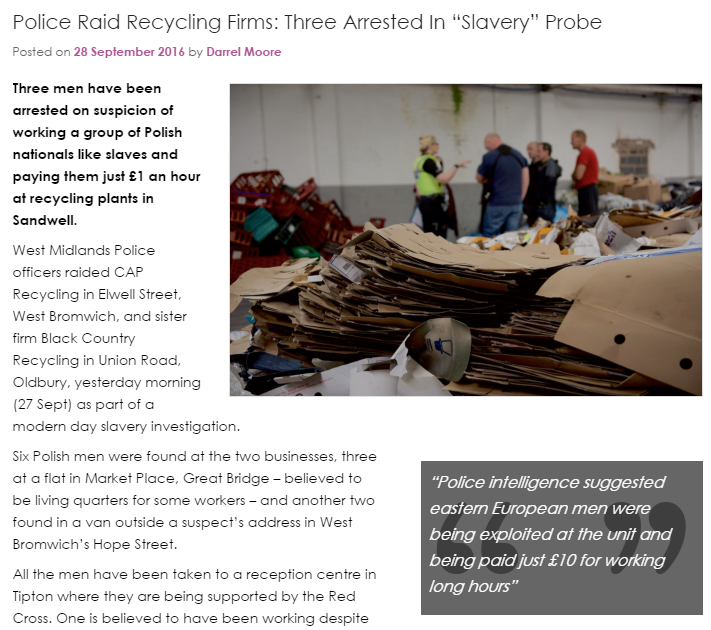 Police Raid Recycling Firms: Three Arrested In “Slavery” Probe
Posted on 28 September 2016 by Darrel Moore
Three men have been
arrested on suspicion of
working a group of Polish
nationals like slaves and
paying them just £1 an hour
at recycling plants in
Sandwell.
West Midlands Police
officers raided CAP
Recycling in Elwell Street,
West Bromwich, and sister
firm Black Country
Recycling in Union Road,
Oldbury, yesterday morning
(27 Sept) as part of a
modern day slavery investigation.
Six Polish men were found at the two businesses, three
at a flat in Market Place, Great Bridge – believed to
be living quarters for some workers – and another two
found in a van outside a suspect’s address in West
Bromwich’s Hope Street.
All the men have been taken to a reception centre in
Tipton where they are being supported by the Red
Cross. One is believed to have been working despite
“Police intelligence suggested
eastern European men were
being exploited at the unit and
being paid just £10 for working
long hours”